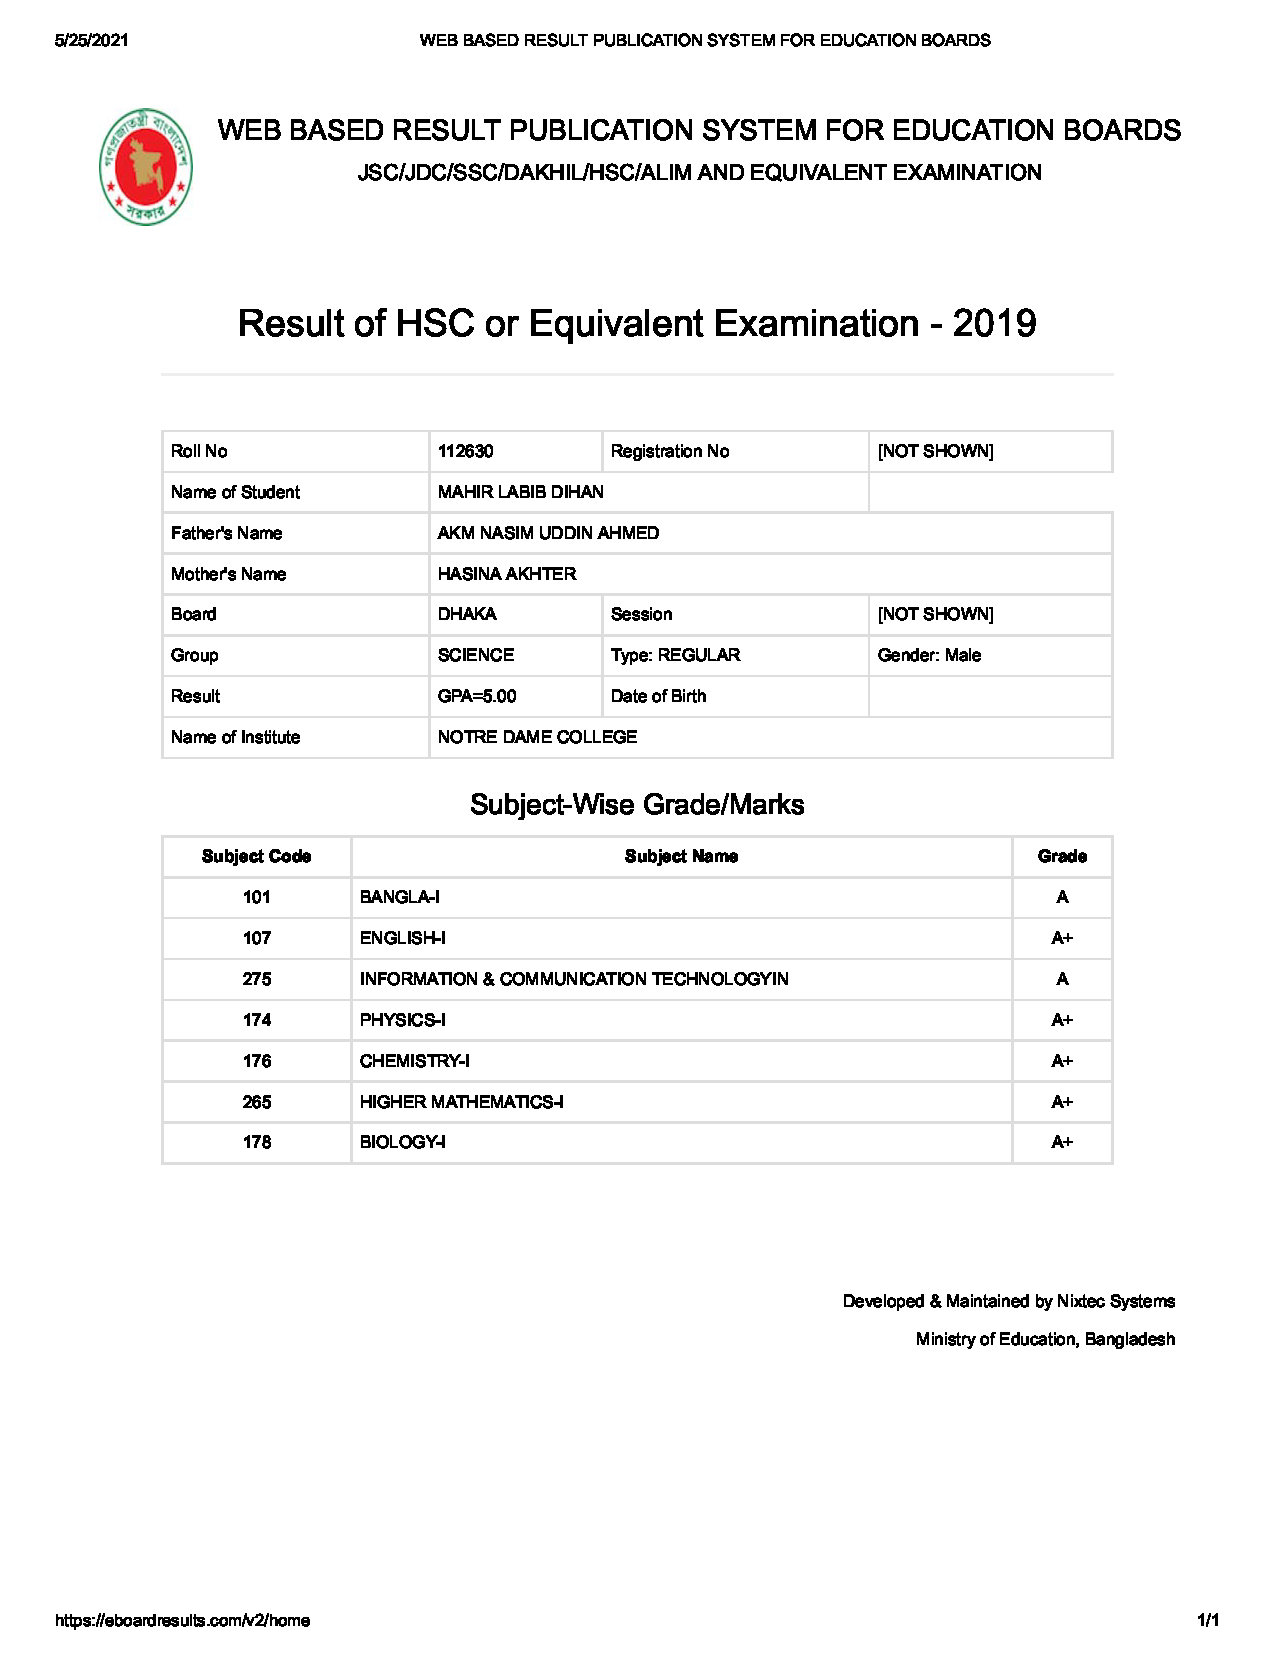 5/25/2021 WEB BASED RESULT PUBLICATION SYSTEM FOR EDUCATION BOARDS
গণপ্রজাতন্ত্রী বাংলাদেশ
সরকার
WEB BASED RESULT PUBLICATION SYSTEM FOR EDUCATION BOARDS
JSC/JDC/SSC/DAKHIL/HSC/ALIM AND EQUIVALENT EXAMINATION
Result of HSC or Equivalent Examination - 2019
Roll No 112630 Registration No [NOT SHOWN]
Name of Student MAHIR LABIB DIHAN
Father's Name AKM NASIM UDDIN AHMED
Mother's Name HASINA AKHTER
Board DHAKA Session [NOT SHOWN]
Group SCIENCE Type: REGULAR Gender: Male
Result GPA=5.00 Date of Birth
Name of Institute NOTRE DAME COLLEGE
Subject-Wise Grade/Marks
Subject Code Subject Name Grade
101 BANGLA-I A
107 ENGLISH-I A+
275 INFORMATION & COMMUNICATION TECHNOLOGYIN A
174 PHYSICS-I A+
176 CHEMISTRY-I A+
265 HIGHER MATHEMATICS-I A+
178 BIOLOGY-I A+
Developed & Maintained by Nixtec Systems
Ministry of Education, Bangladesh
https://eboardresults.com/v2/home 1/1